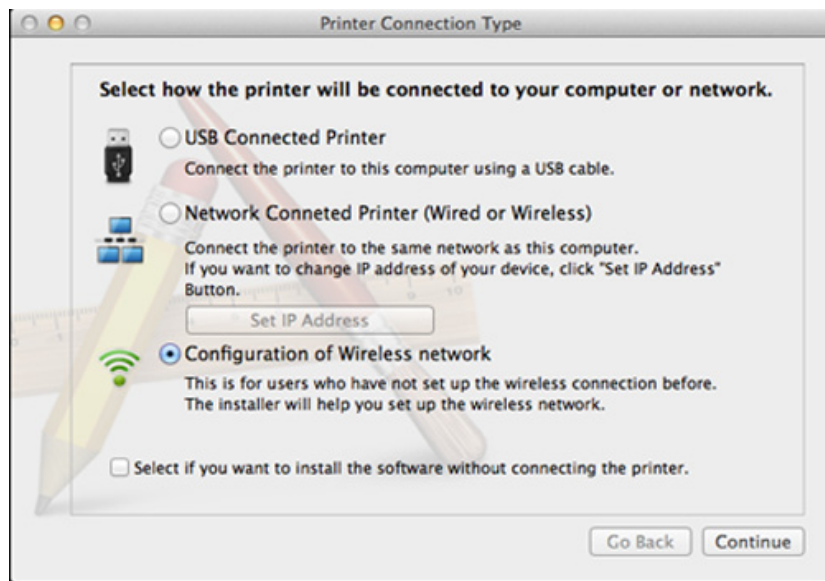 Printer Connection Type
Select how the printer will be connected to your computer or network.
USB Connected Printer
Connect the printer to this computer using a USB cable.
Network Conneted Printer (Wired or Wireless)
Connect the printer to the same network as this computer.
If you want to change IP address of your device, click "Set IP Address"
Button.
Set IP Address
Configuration of Wireless network
This is for users who have not set up the wireless connection before.
The installer will help you set up the wireless network.
Select if you want to install the software without connecting the printer.
Go Back
Continue